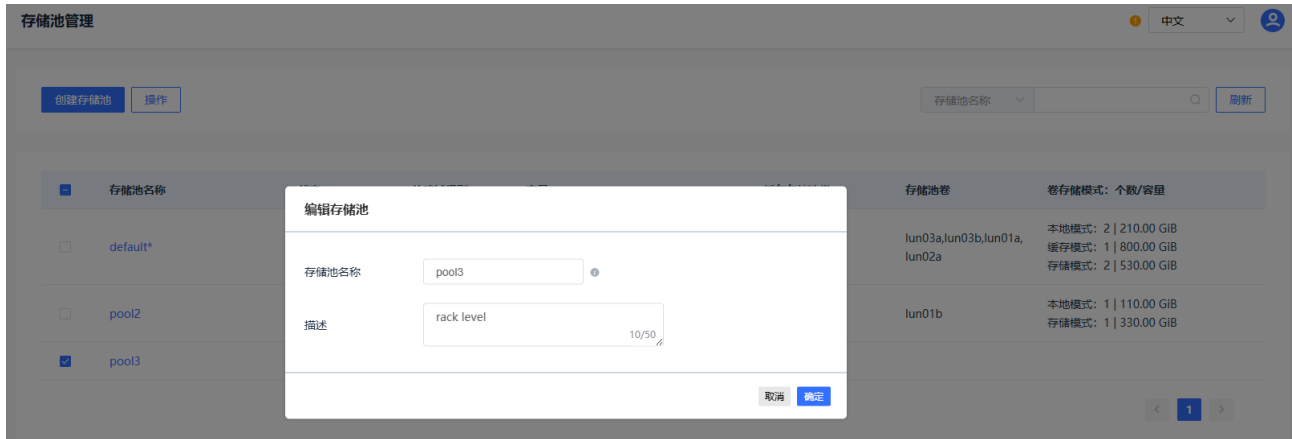 存储池管理
中文
创建存储池
操作
存储池名称
刷新
存储池名称
存储池卷
卷存储模式：个数/容量
default*
lun03a,lun03b,lun01a,
lun02a
本地模式：2 | 210.00 GiB
缓存模式：1 | 800.00 GiB
存储模式：2 | 530.00 GiB
pool2
lun01b
本地模式：1 | 110.00 GiB
存储模式：1 | 330.00 GiB
pool3
编辑存储池
存储池名称
pool3
描述
rack level
10/50
取消
确定
1